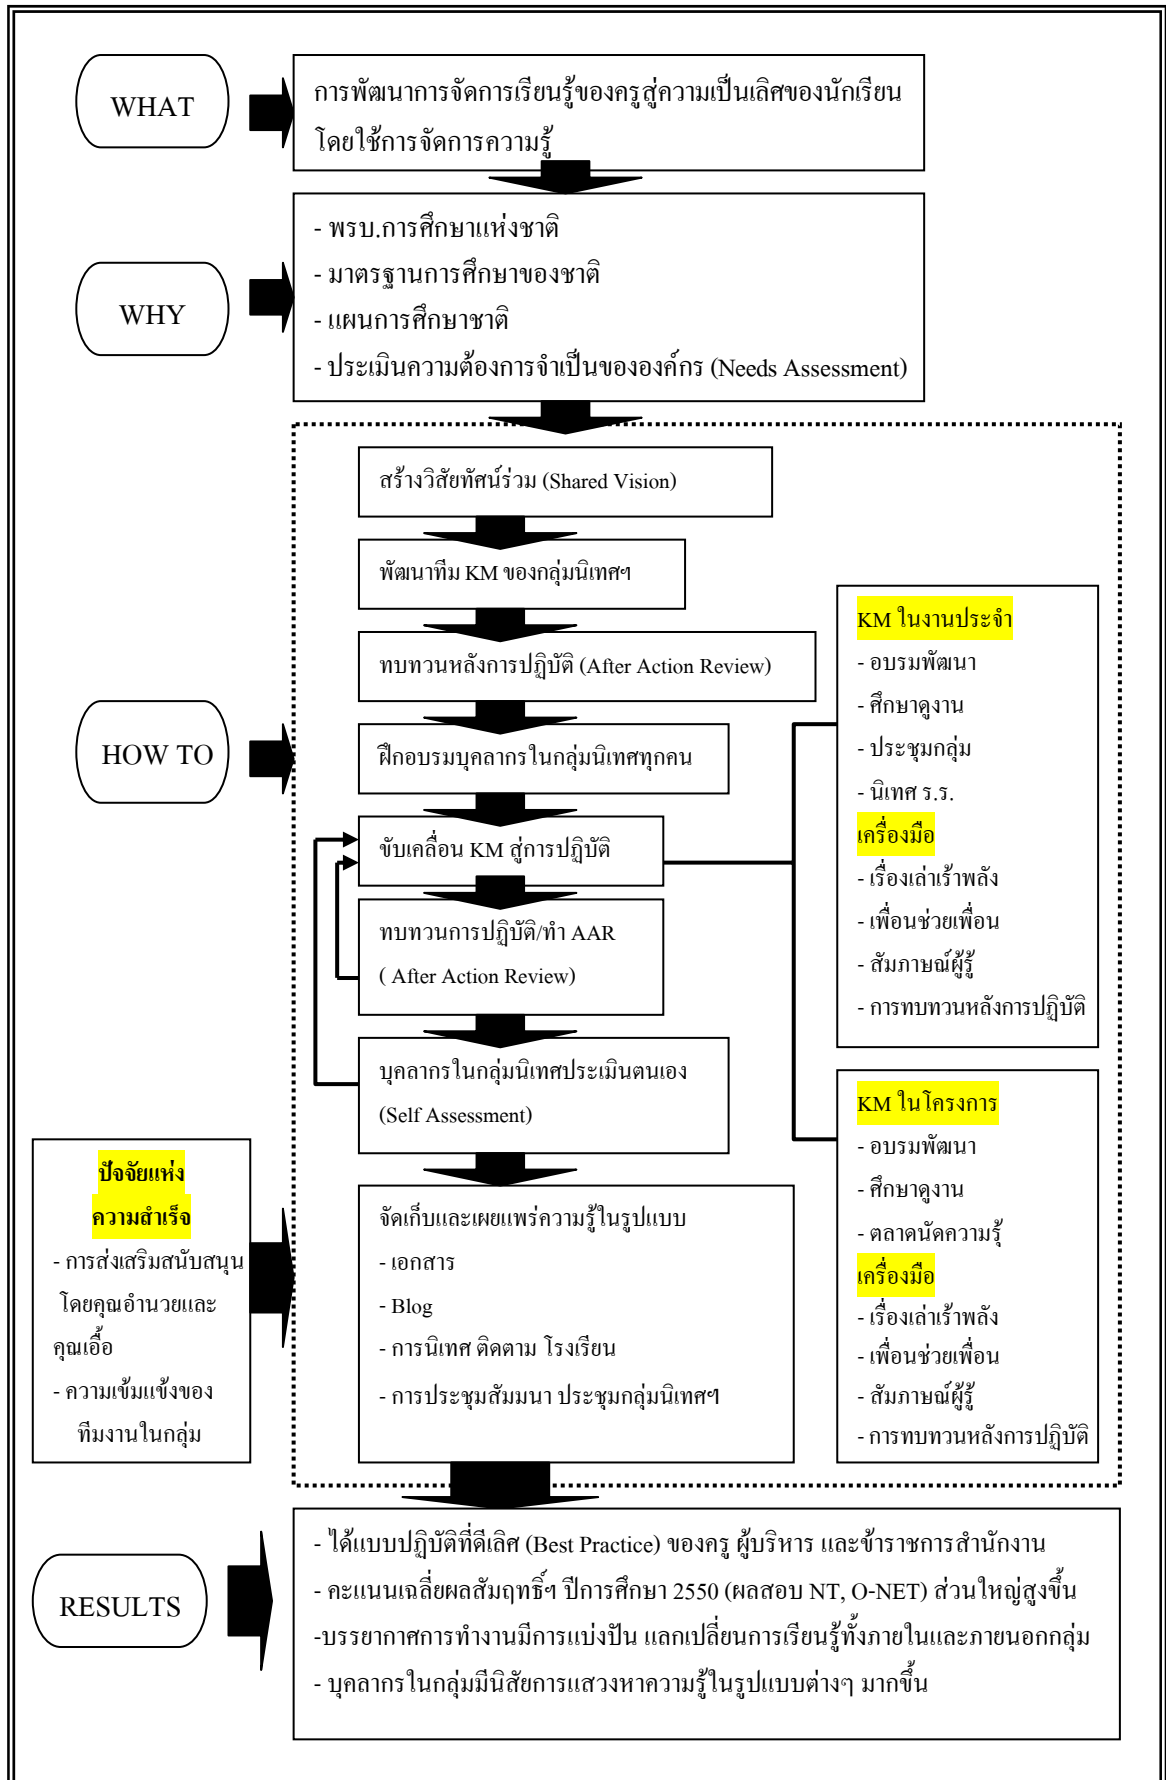 WHAT
การพัฒนาการจัดการเรียนรู้ของครูสู่ความเป็นเลิศของนักเรียน
โดยใช้การจัดการความรู้
WHY
- พรบ.การศึกษาแห่งชาติ
- มาตรฐานการศึกษาของชาติ
- แผนการศึกษาชาติ
- ประเมินความต้องการจำเป็นขององค์กร (Needs Assessment)
HOW TO
สร้างวิสัยทัศน์ร่วม (Shared Vision)
พัฒนาทีม KM ของกลุ่มนิเทศฯ
ทบทวนหลังการปฏิบัติ (After Action Review)
ฝึกอบรมบุคลากรในกลุ่มนิเทศทุกคน
ขับเคลื่อน KM สู่การปฏิบัติ
ทบทวนการปฏิบัติ/ทำ AAR
( After Action Review)
บุคลากรในกลุ่มนิเทศประเมินตนเอง
(Self Assessment)
จัดเก็บและเผยแพร่ความรู้ในรูปแบบ
- เอกสาร
- Blog
- การนิเทศ ติดตาม โรงเรียน
- การประชุมสัมมนา ประชุมกลุ่มนิเทศฯ
KM ในงานประจำ
- อบรมพัฒนา
- ศึกษาดูงาน
- ประชุมกลุ่ม
- นิเทศ ร.ร.
เครื่องมือ
- เรื่องเล่าเร้าพลัง
- เพื่อนช่วยเพื่อน
- สัมภาษณ์ผู้รู้
- การทบทวนหลังการปฏิบัติ
KM ในโครงการ
- อบรมพัฒนา
- ศึกษาดูงาน
- ตลาดนัดความรุ้
เครื่องมือ
- เรื่องเล่าเร้าพลัง
- เพื่อนช่วยเพื่อน
- สัมภาษณ์ผู้รู้
- การทบทวนหลังการปฏิบัติ
ปัจจัยแห่ง
ความสำเร็จ
- การส่งเสริมสนับสนุน
โดยคุณอำนวยและ
คุณเอื้อ
- ความเข้มแข้งของ
ทีมงานในกลุ่ม
RESULTS
- ได้แบบปฏิบัติที่ดีเลิศ (Best Practice) ของครู ผู้บริหาร และข้าราชการสำนักงาน
- คะแนนเฉลี่ยผลสัมฤทธิ์ฯ ปีการศึกษา 2550 (ผลสอบ NT, O-NET) ส่วนใหญ่สูงขึ้น
-บรรยากาศการทำงานมีการแบ่งปัน แลกเปลี่ยนการเรียนรู้ทั้งภายในและภายนอกกลุ่ม
- บุคลากรในกลุ่มมีนิสัยการแสวงหาความรู้ในรูปแบบต่างๆ มากขึ้น